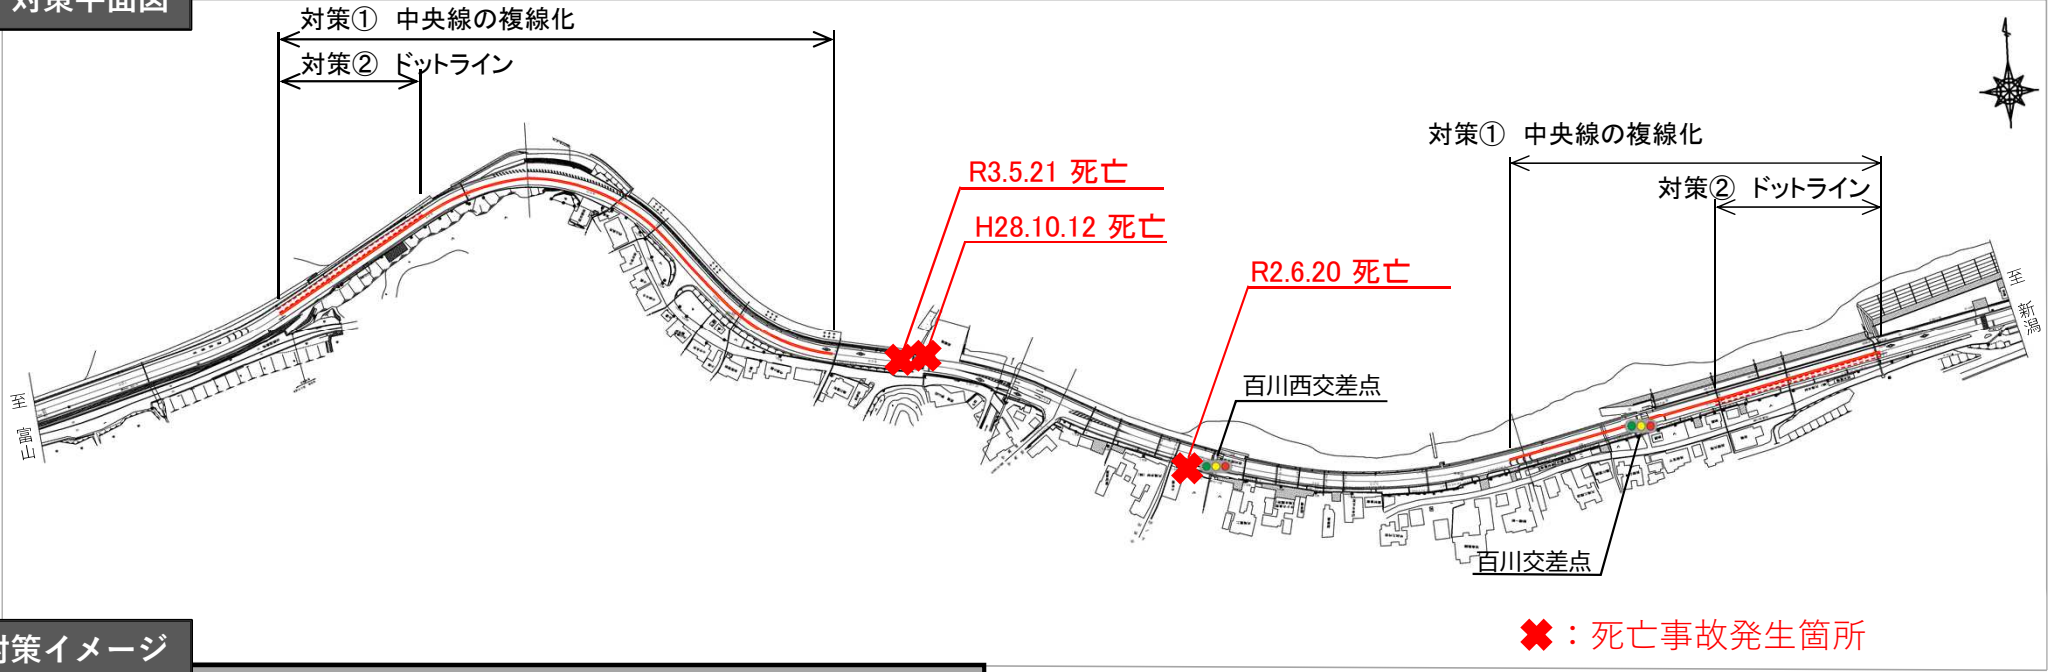 対策平面図
対策① 中央線の複線化
対策② ドットライン
対策① 中央線の複線化
対策② ドットライン
R3.5.21 死亡
H28.10.12 死亡
R2.6.20 死亡
百川西交差点
百川交差点
至 富山
至 新潟
✖：死亡事故発生箇所
対策イメージ